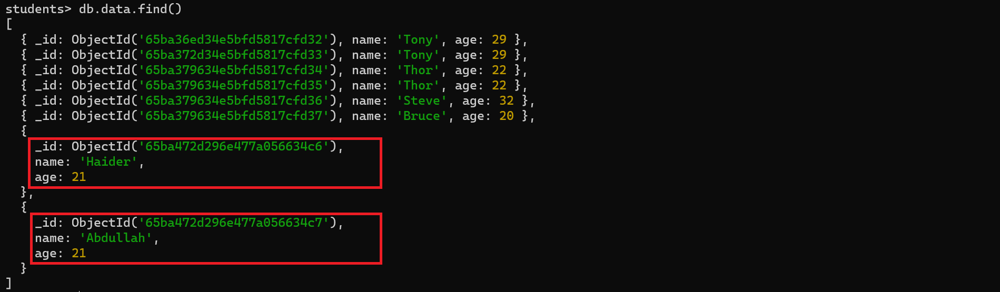 students> db.data.find()
[
  { _id: ObjectId('65ba36ed34e5bfd5817cfd32'), name: 'Tony', age: 29 },
  { _id: ObjectId('65ba372d34e5bfd5817cfd33'), name: 'Tony', age: 29 },
  { _id: ObjectId('65ba379634e5bfd5817cfd34'), name: 'Thor', age: 22 },
  { _id: ObjectId('65ba379634e5bfd5817cfd35'), name: 'Thor', age: 22 },
  { _id: ObjectId('65ba379634e5bfd5817cfd36'), name: 'Steve', age: 32 },
  { _id: ObjectId('65ba379634e5bfd5817cfd37'), name: 'Bruce', age: 20 },
  {
    _id: ObjectId('65ba472d296e477a056634c6'),
    name: 'Haider',
    age: 21
  },
  {
    _id: ObjectId('65ba472d296e477a056634c7'),
    name: 'Abdullah',
    age: 21
  }
]